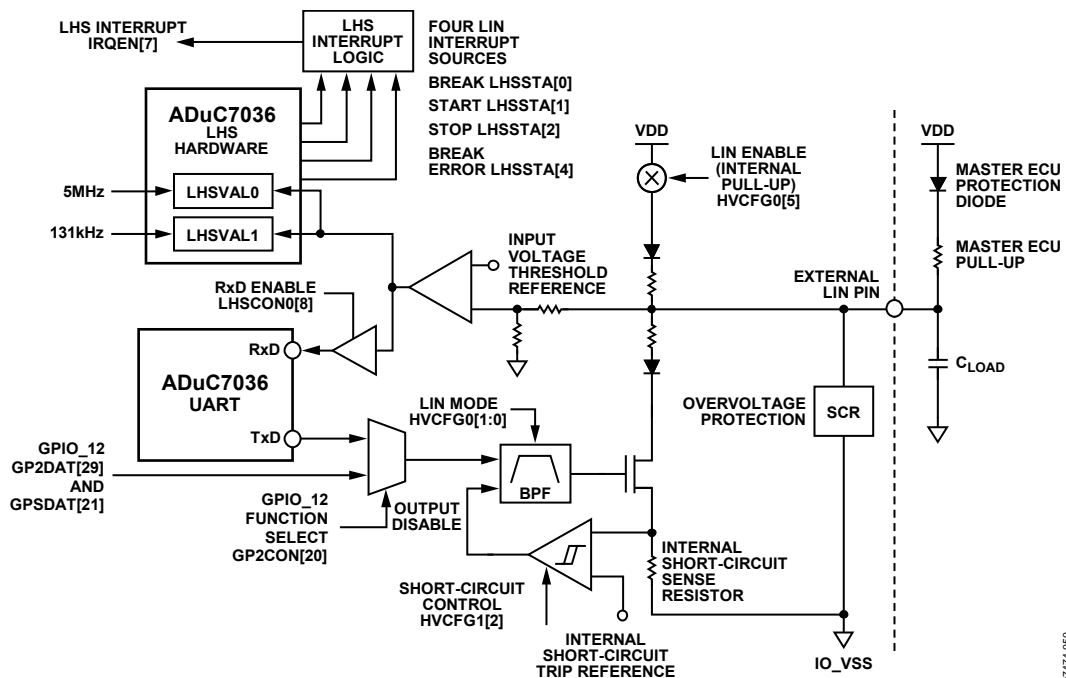 LHS INTERRUPT
IRQEN[7]
LHS
INTERRUPT
LOGIC
FOUR LIN
INTERRUPT
SOURCES
BREAK LHSSTA[0]
START LHSSTA[1]
STOP LHSSTA[2]
BREAK
ERROR LHSSTA[4]
ADuC7036
LHS
HARDWARE
5MHz
LHSVAL0
131kHz
LHSVAL1
VDD
LIN ENABLE
(INTERNAL
PULL-UP)
HVCFG0[5]
VDD
MASTER ECU
PROTECTION
DIODE
MASTER ECU
PULL-UP
INPUT
VOLTAGE
THRESHOLD
REFERENCE
EXTERNAL
LIN PIN
RxD ENABLE
LHSCON0[8]
RxD
ADuC7036
UART
TxD
CLOAD
OVERVOLTAGE
PROTECTION
SCR
LIN MODE
HVCFG0[1:0]
BPF
GPIO_12
GP2DAT[29]
AND
GPSDAT[21]
GPIO_12
FUNCTION
SELECT
GP2CON[20]
OUTPUT
DISABLE
SHORT-CIRCUIT
CONTROL
HVCFG1[2]
INTERNAL
SHORT-CIRCUIT
SENSE
RESISTOR
INTERNAL
SHORT-CIRCUIT
TRIP REFERENCE
IO_VSS